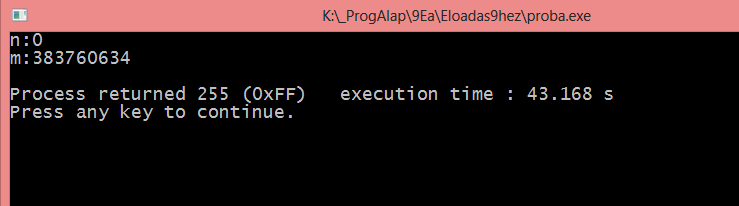 K:\_ProgAlap\9Ea\Eloadas9hez\proba.exe
n:0
m:383760634
Process returned 255 (0xFF)   execution time : 43.168 s
Press any key to continue.